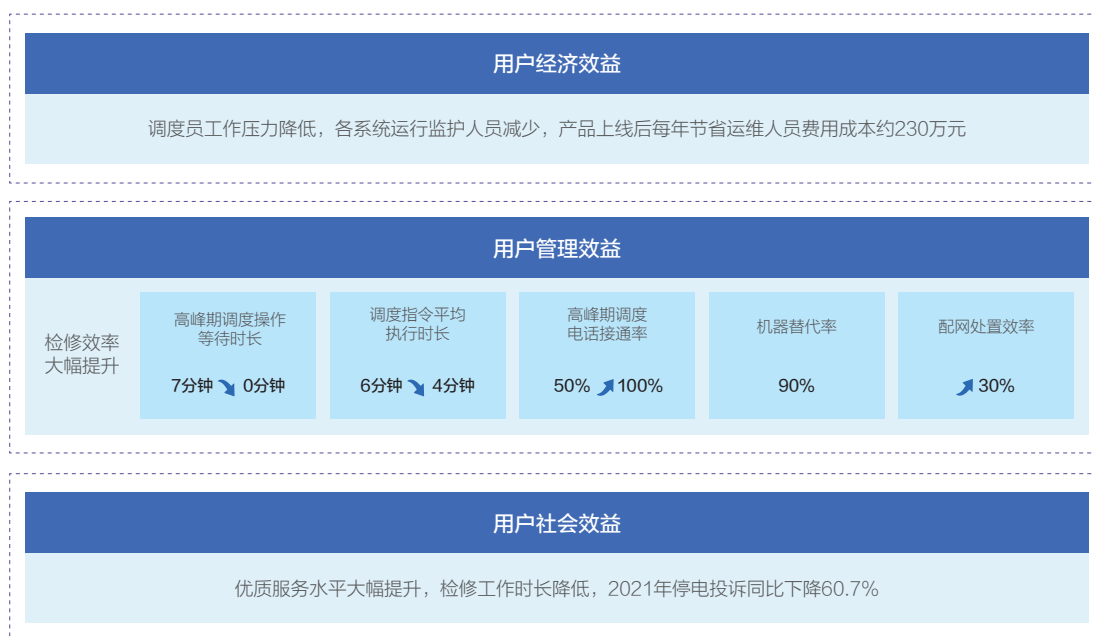 用户经济效益
调度员工作压力降低，各系统运行监护人员减少，产品上线后每年节省运维人员费用成本约230万元
用户管理效益
检修效率
大幅提升
高峰期调度操作
等待时长
7分钟 0分钟
调度指令平均
执行时长
6分钟 4分钟
高峰期调度
电话接通率
50% 100%
机器替代率
90%
配网处置效率
30%
用户社会效益
优质服务水平大幅提升，检修工作时长降低，2021年停电投诉同比下降60.7%